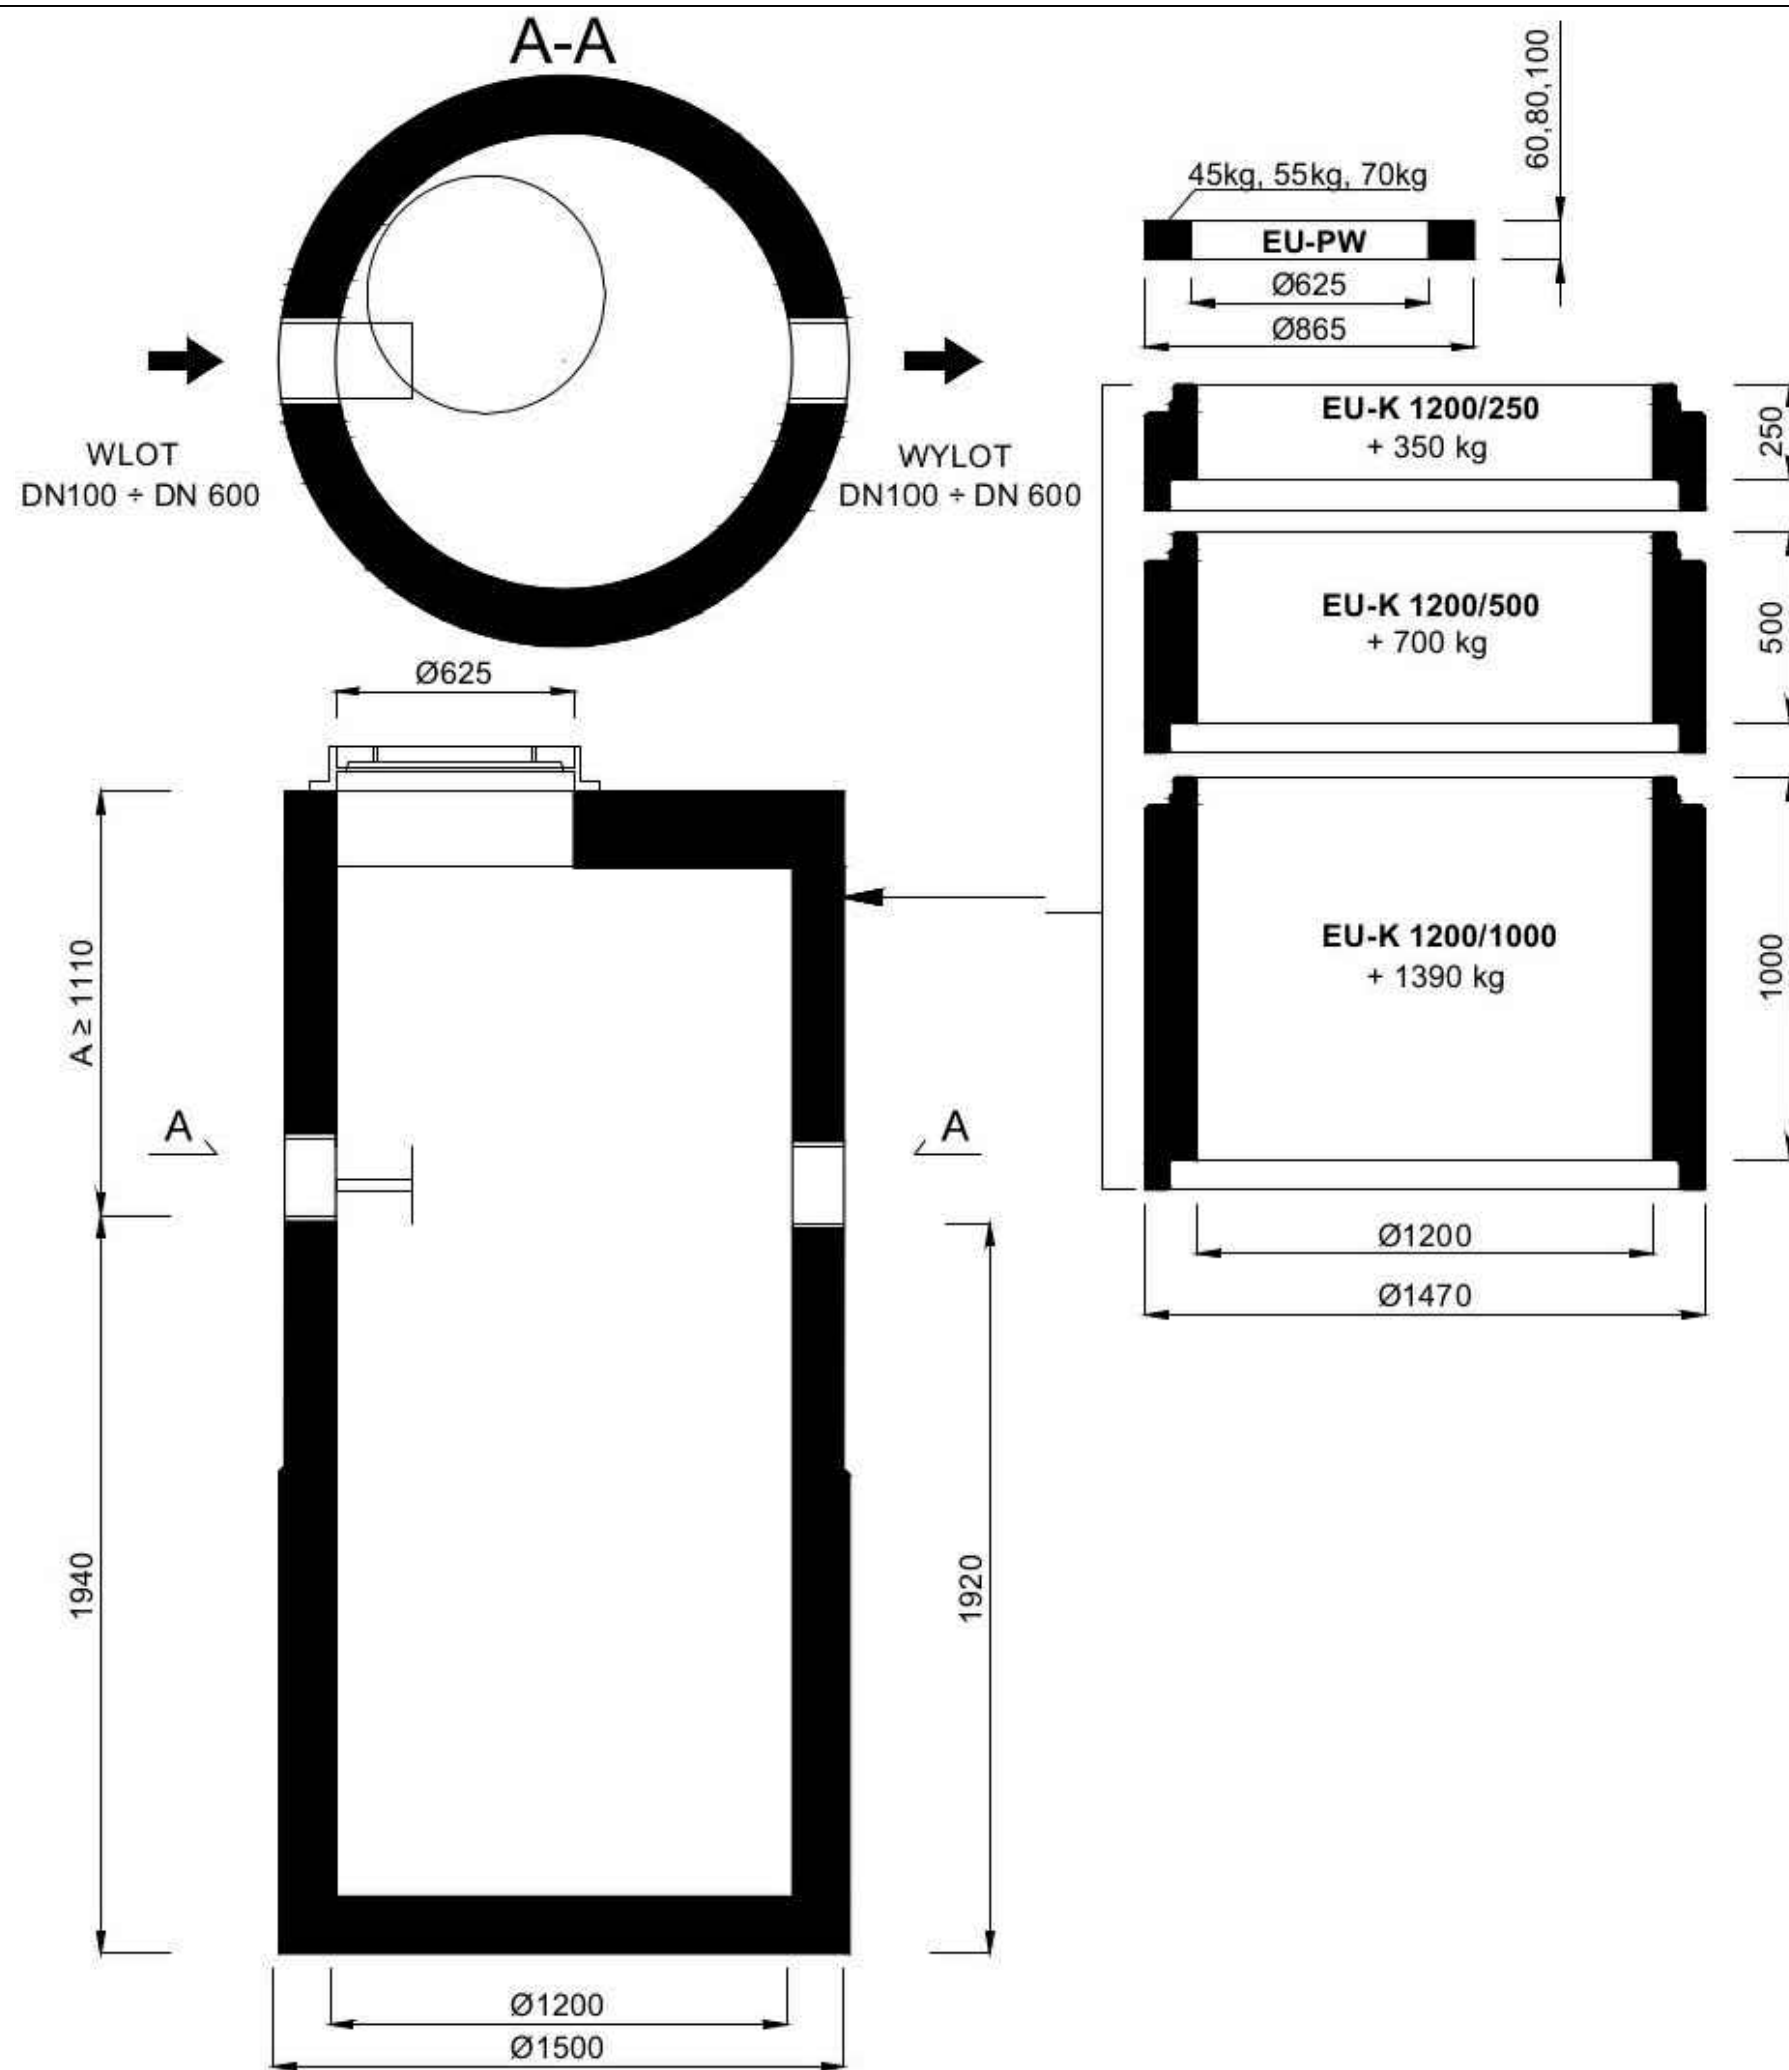 A-A
WLOT
DN100 ÷ DN 600
WYLOT
DN100 ÷ DN 600
60,80,100
45kg, 55kg, 70kg
EU-PW
Ø625
Ø865
EU-K 1200/250
+ 350 kg
250
EU-K 1200/500
+ 700 kg
500
EU-K 1200/1000
+ 1390 kg
1000
Ø1200
Ø1470
Ø625
A ≥ 1110
A
A
1940
1920
Ø1200
Ø1500